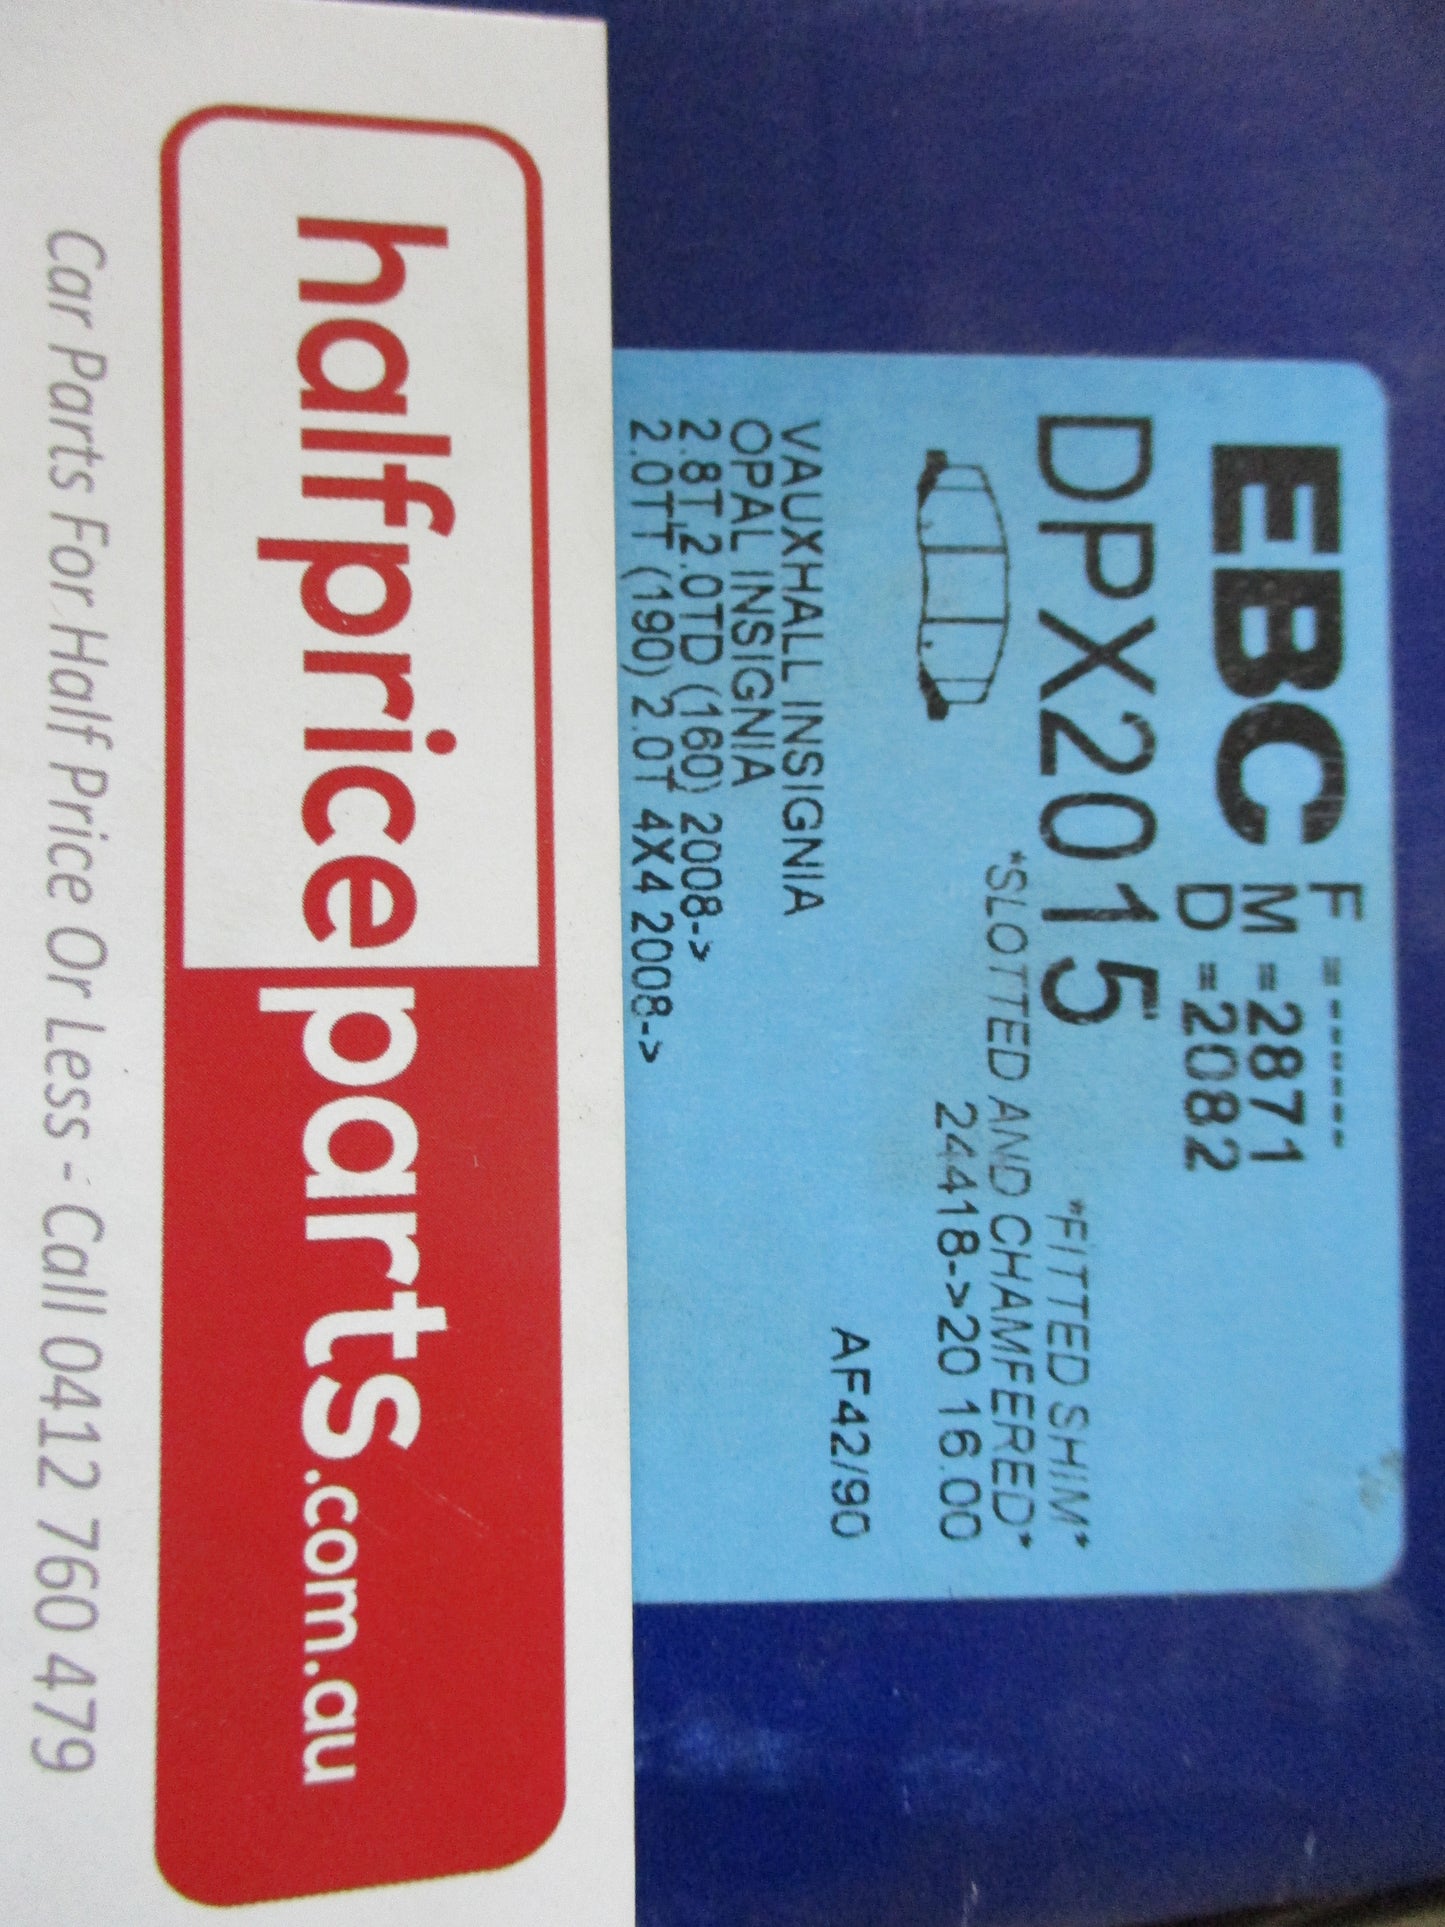 EBC
F = ------
M = 2871
D = 2082
DPX2015
*FITTED SHIM*
*SLOTTED AND CHAMFERED*
24418->20 16.00
AF42/90
VAUXHALL INSIGNIA
OPAL INSIGNIA
2.8T,2.0TD (160) 2008->
2.0TT (190) 2.0T 4X4 2008->
halfpriceparts.com.au
Car Parts For Half Price Or Less - Call 0412 760 479